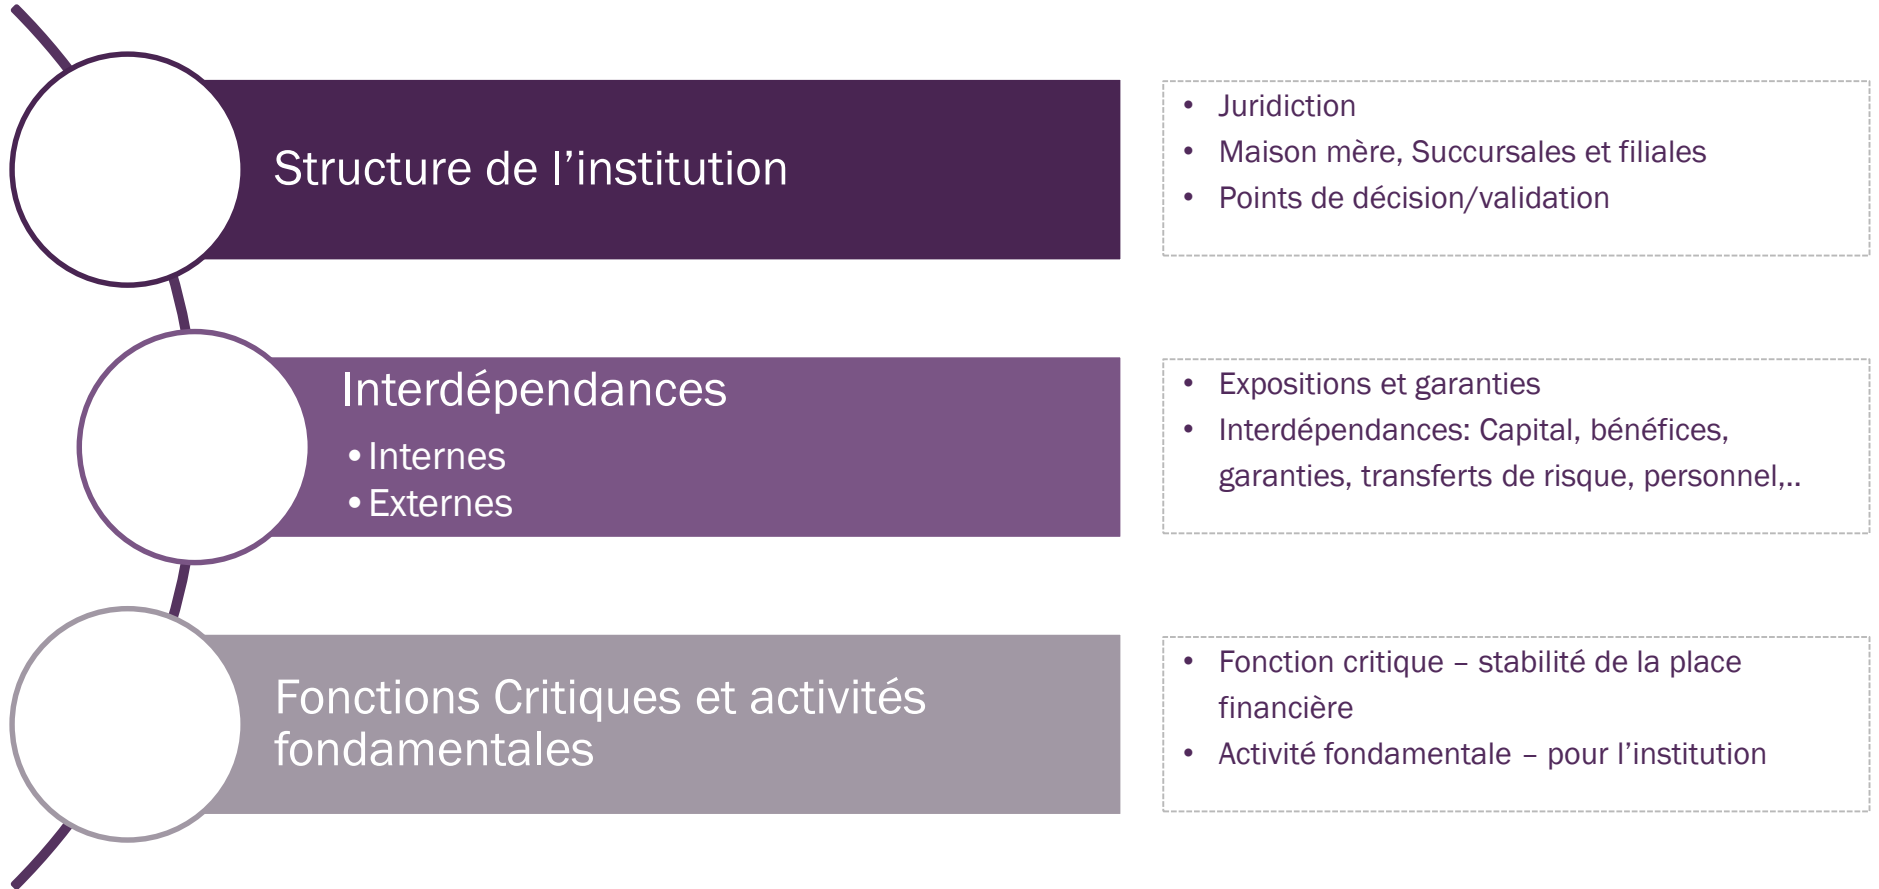 Structure de l’institution
• Juridiction
• Maison mère, Succursales et filiales
• Points de décision/validation
Interdépendances
•Internes
•Externes
• Expositions et garanties
• Interdépendances: Capital, bénéfices,
garanties, transferts de risque, personnel,..
Fonctions Critiques et activités
fondamentales
• Fonction critique – stabilité de la place
financière
• Activité fondamentale – pour l’institution